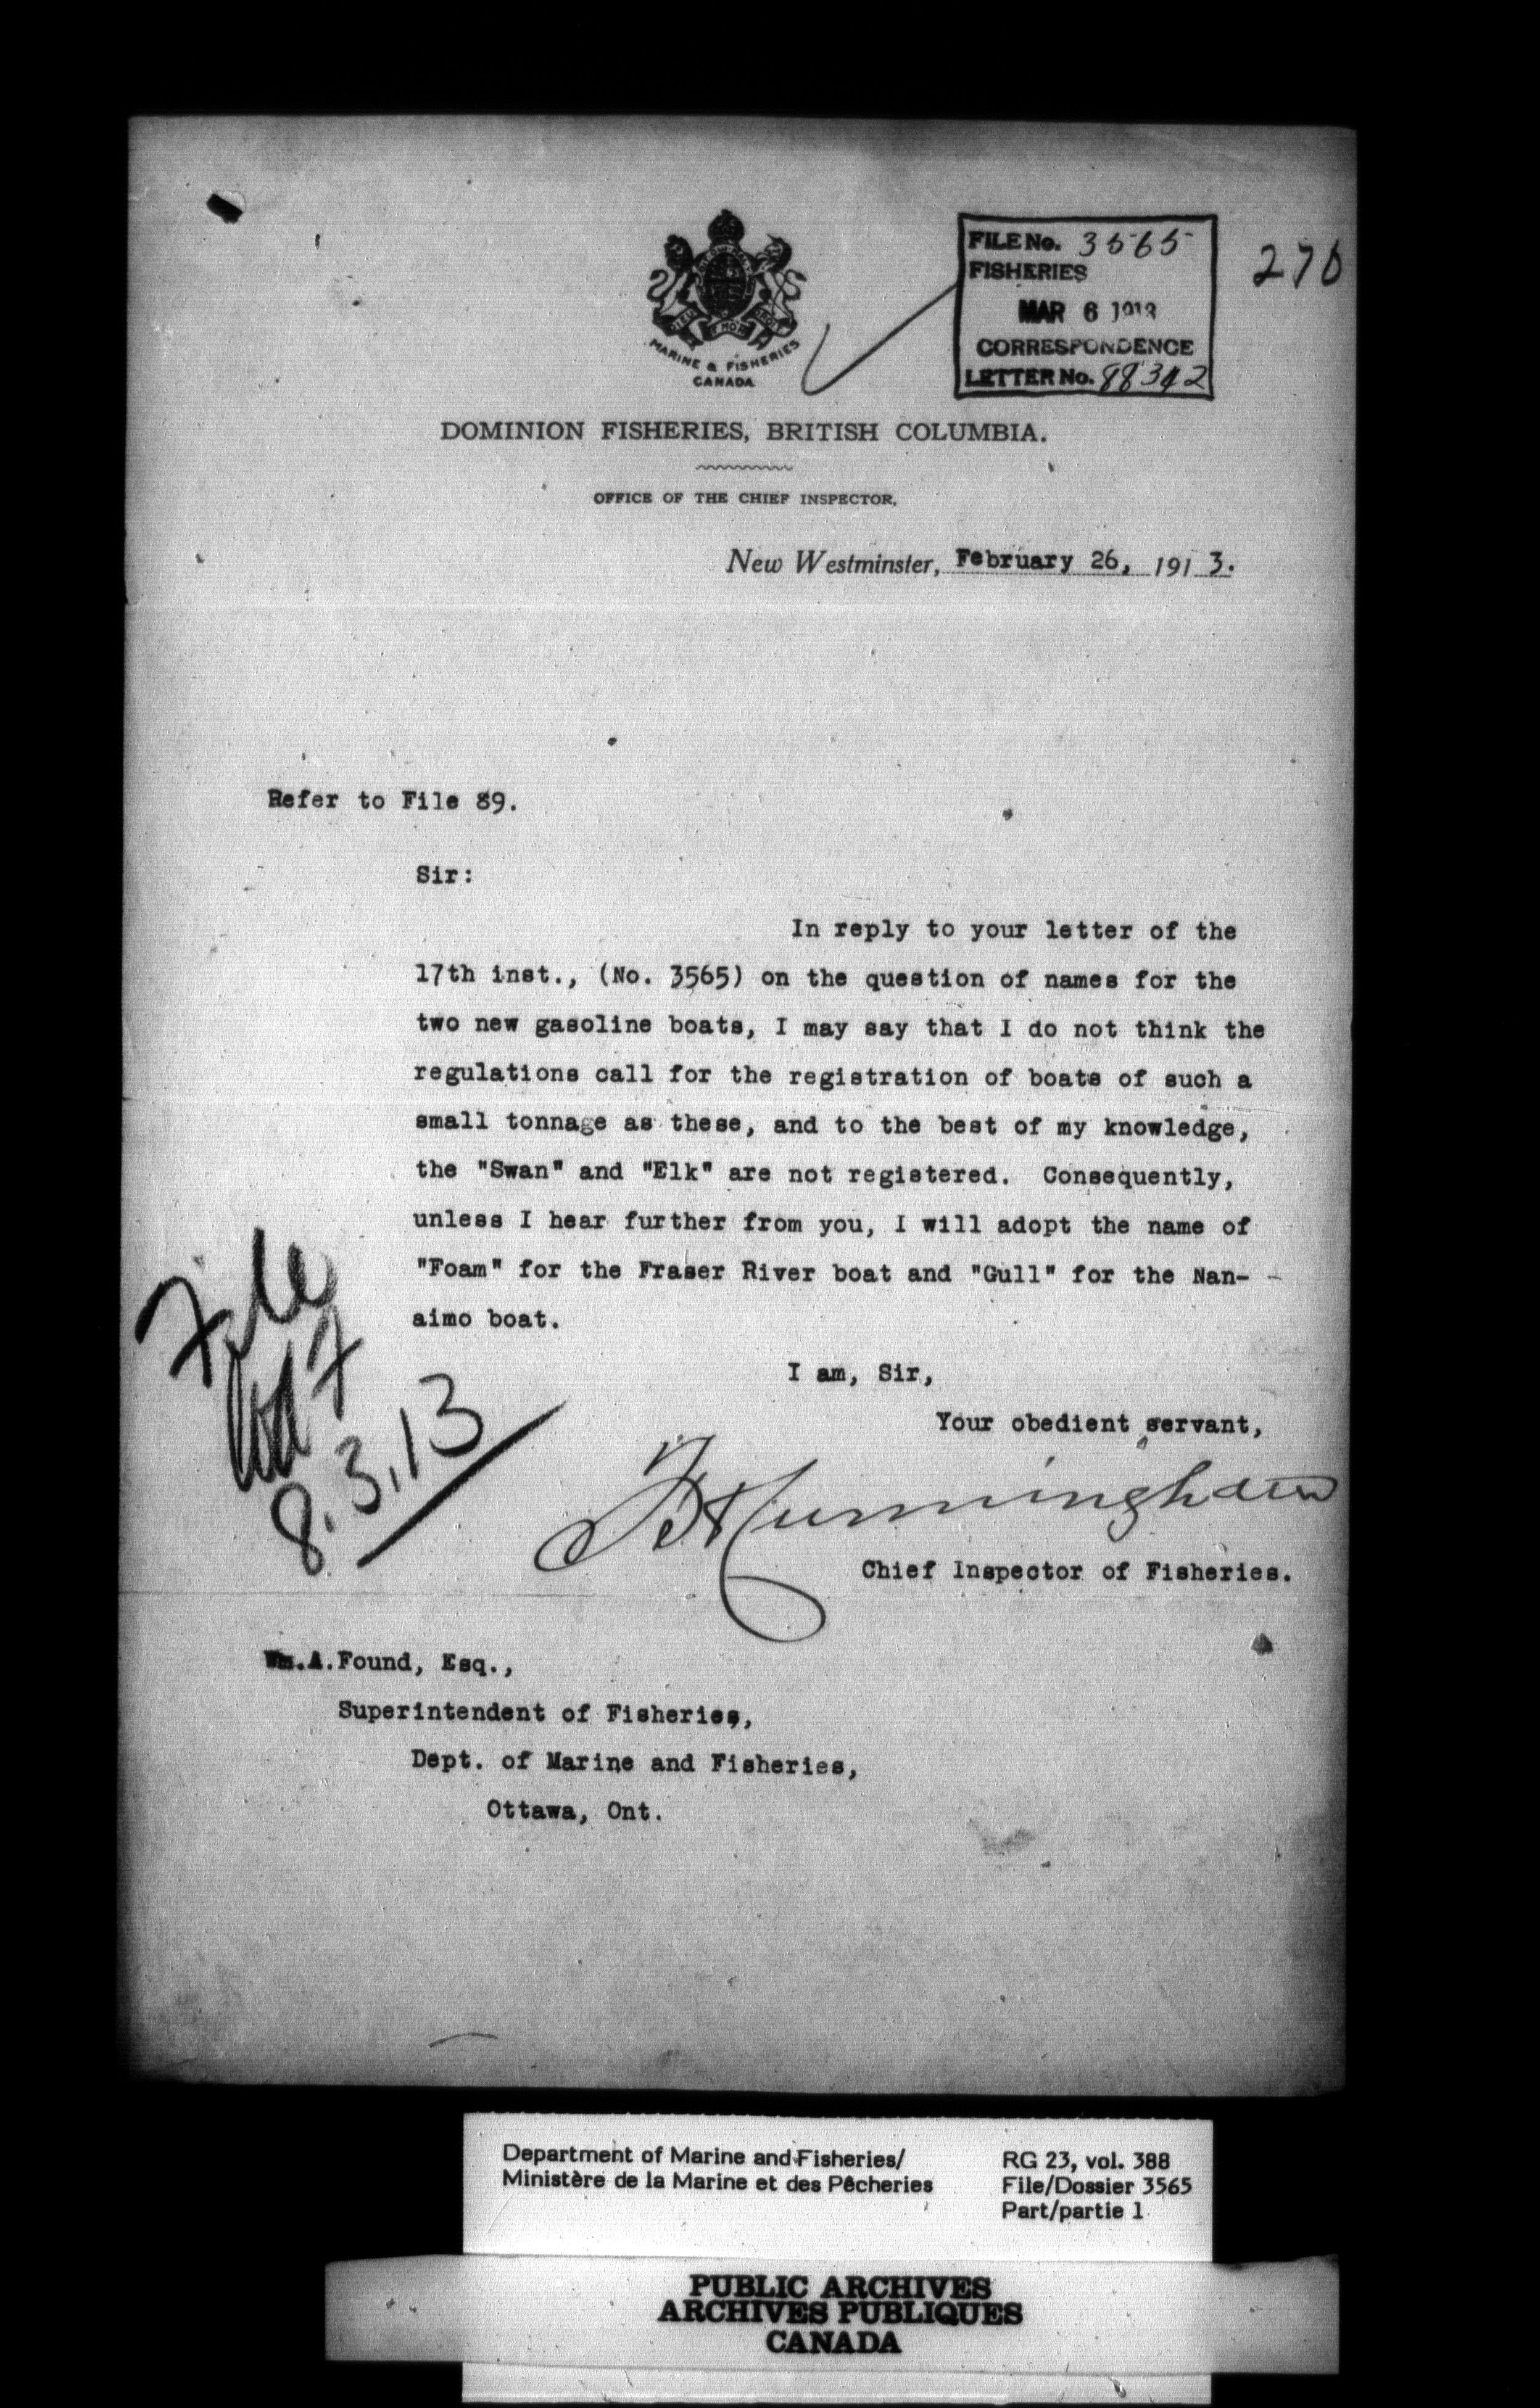 FILE No. 3565
FISHERIES
MAR 6 1913
CORRESPONDENCE
LETTER No. 88342
270
DIEU ET MON DROIT
MARINE & FISHERIES
CANADA
DOMINION FISHERIES, BRITISH COLUMBIA.
OFFICE OF THE CHIEF INSPECTOR,
New Westminster, February 26, 1913.
Refer to File 89.
Sir:
In reply to your letter of the
17th inst., (No. 3565) on the question of names for the
two new gasoline boats, I may say that I do not think the
regulations call for the registration of boats of such a
small tonnage as these, and to the best of my knowledge,
the "Swan" and "Elk" are not registered. Consequently,
unless I hear further from you, I will adopt the name of
"Foam" for the Fraser River boat and "Gull" for the Nan-
aimo boat.
I am, Sir,
Your obedient servant,
F H Cunningham
Chief Inspector of Fisheries.
File
8.3.13
Wm.A.Found, Esq.,
Superintendent of Fisheries,
Dept. of Marine and Fisheries,
Ottawa, Ont.
Department of Marine and Fisheries/
Ministère de la Marine et des Pêcheries
RG 23, vol. 388
File/Dossier 3565
Part/partie 1
PUBLIC ARCHIVES
ARCHIVES PUBLIQUES
CANADA